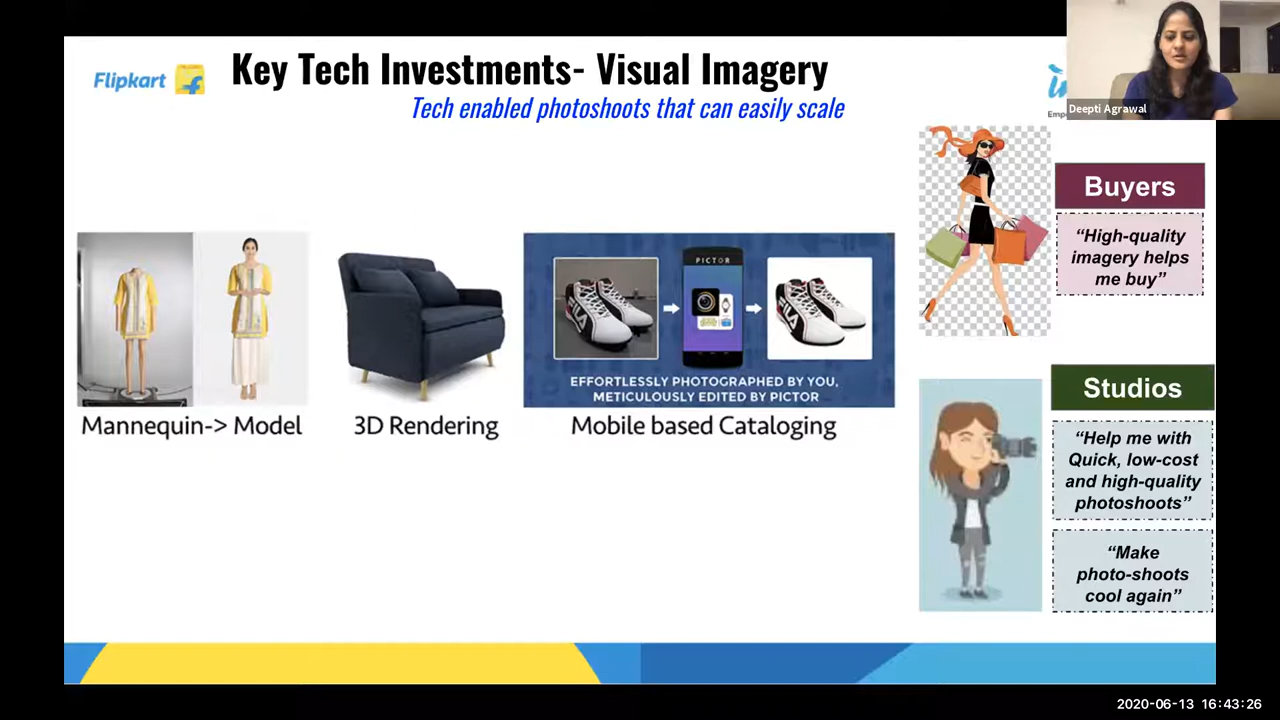 Flipkart
Key Tech Investments- Visual Imagery
Tech enabled photoshoots that can easily scale
Deepti Agrawal
Buyers
“High-quality
imagery helps
me buy”
PICTOR
FILA
FILA
EFFORTLESSLY PHOTOGRAPHED BY YOU,
METICULOUSLY EDITED BY PICTOR
Mannequin-> Model
3D Rendering
Mobile based Cataloging
Studios
“Help me with
Quick, low-cost
and high-quality
photoshoots”
“Make
photo-shoots
cool again”
2020-06-13 16:43:26